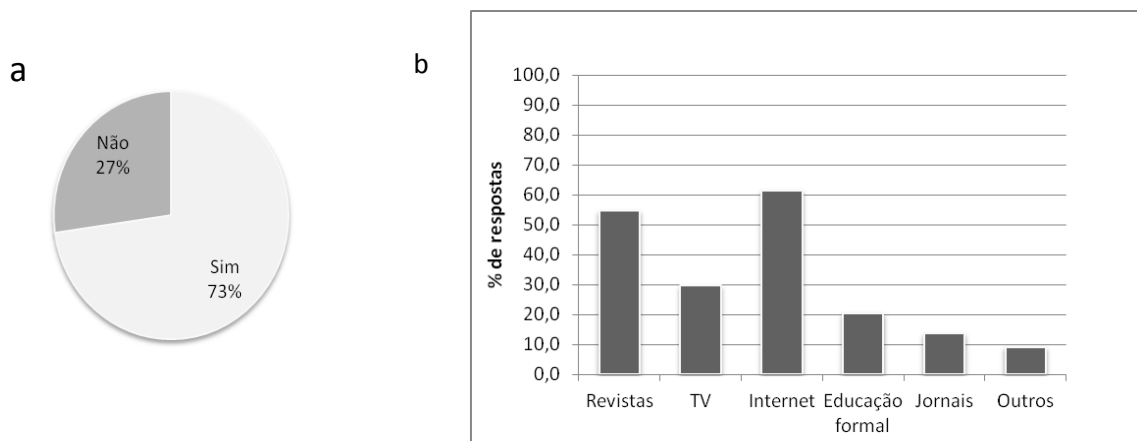 a
Não
27%
Sim
73%
b
% de respostas
100,0
90,0
80,0
70,0
60,0
50,0
40,0
30,0
20,0
10,0
0,0
Revistas
TV
Internet
Educação
formal
Jornais
Outros